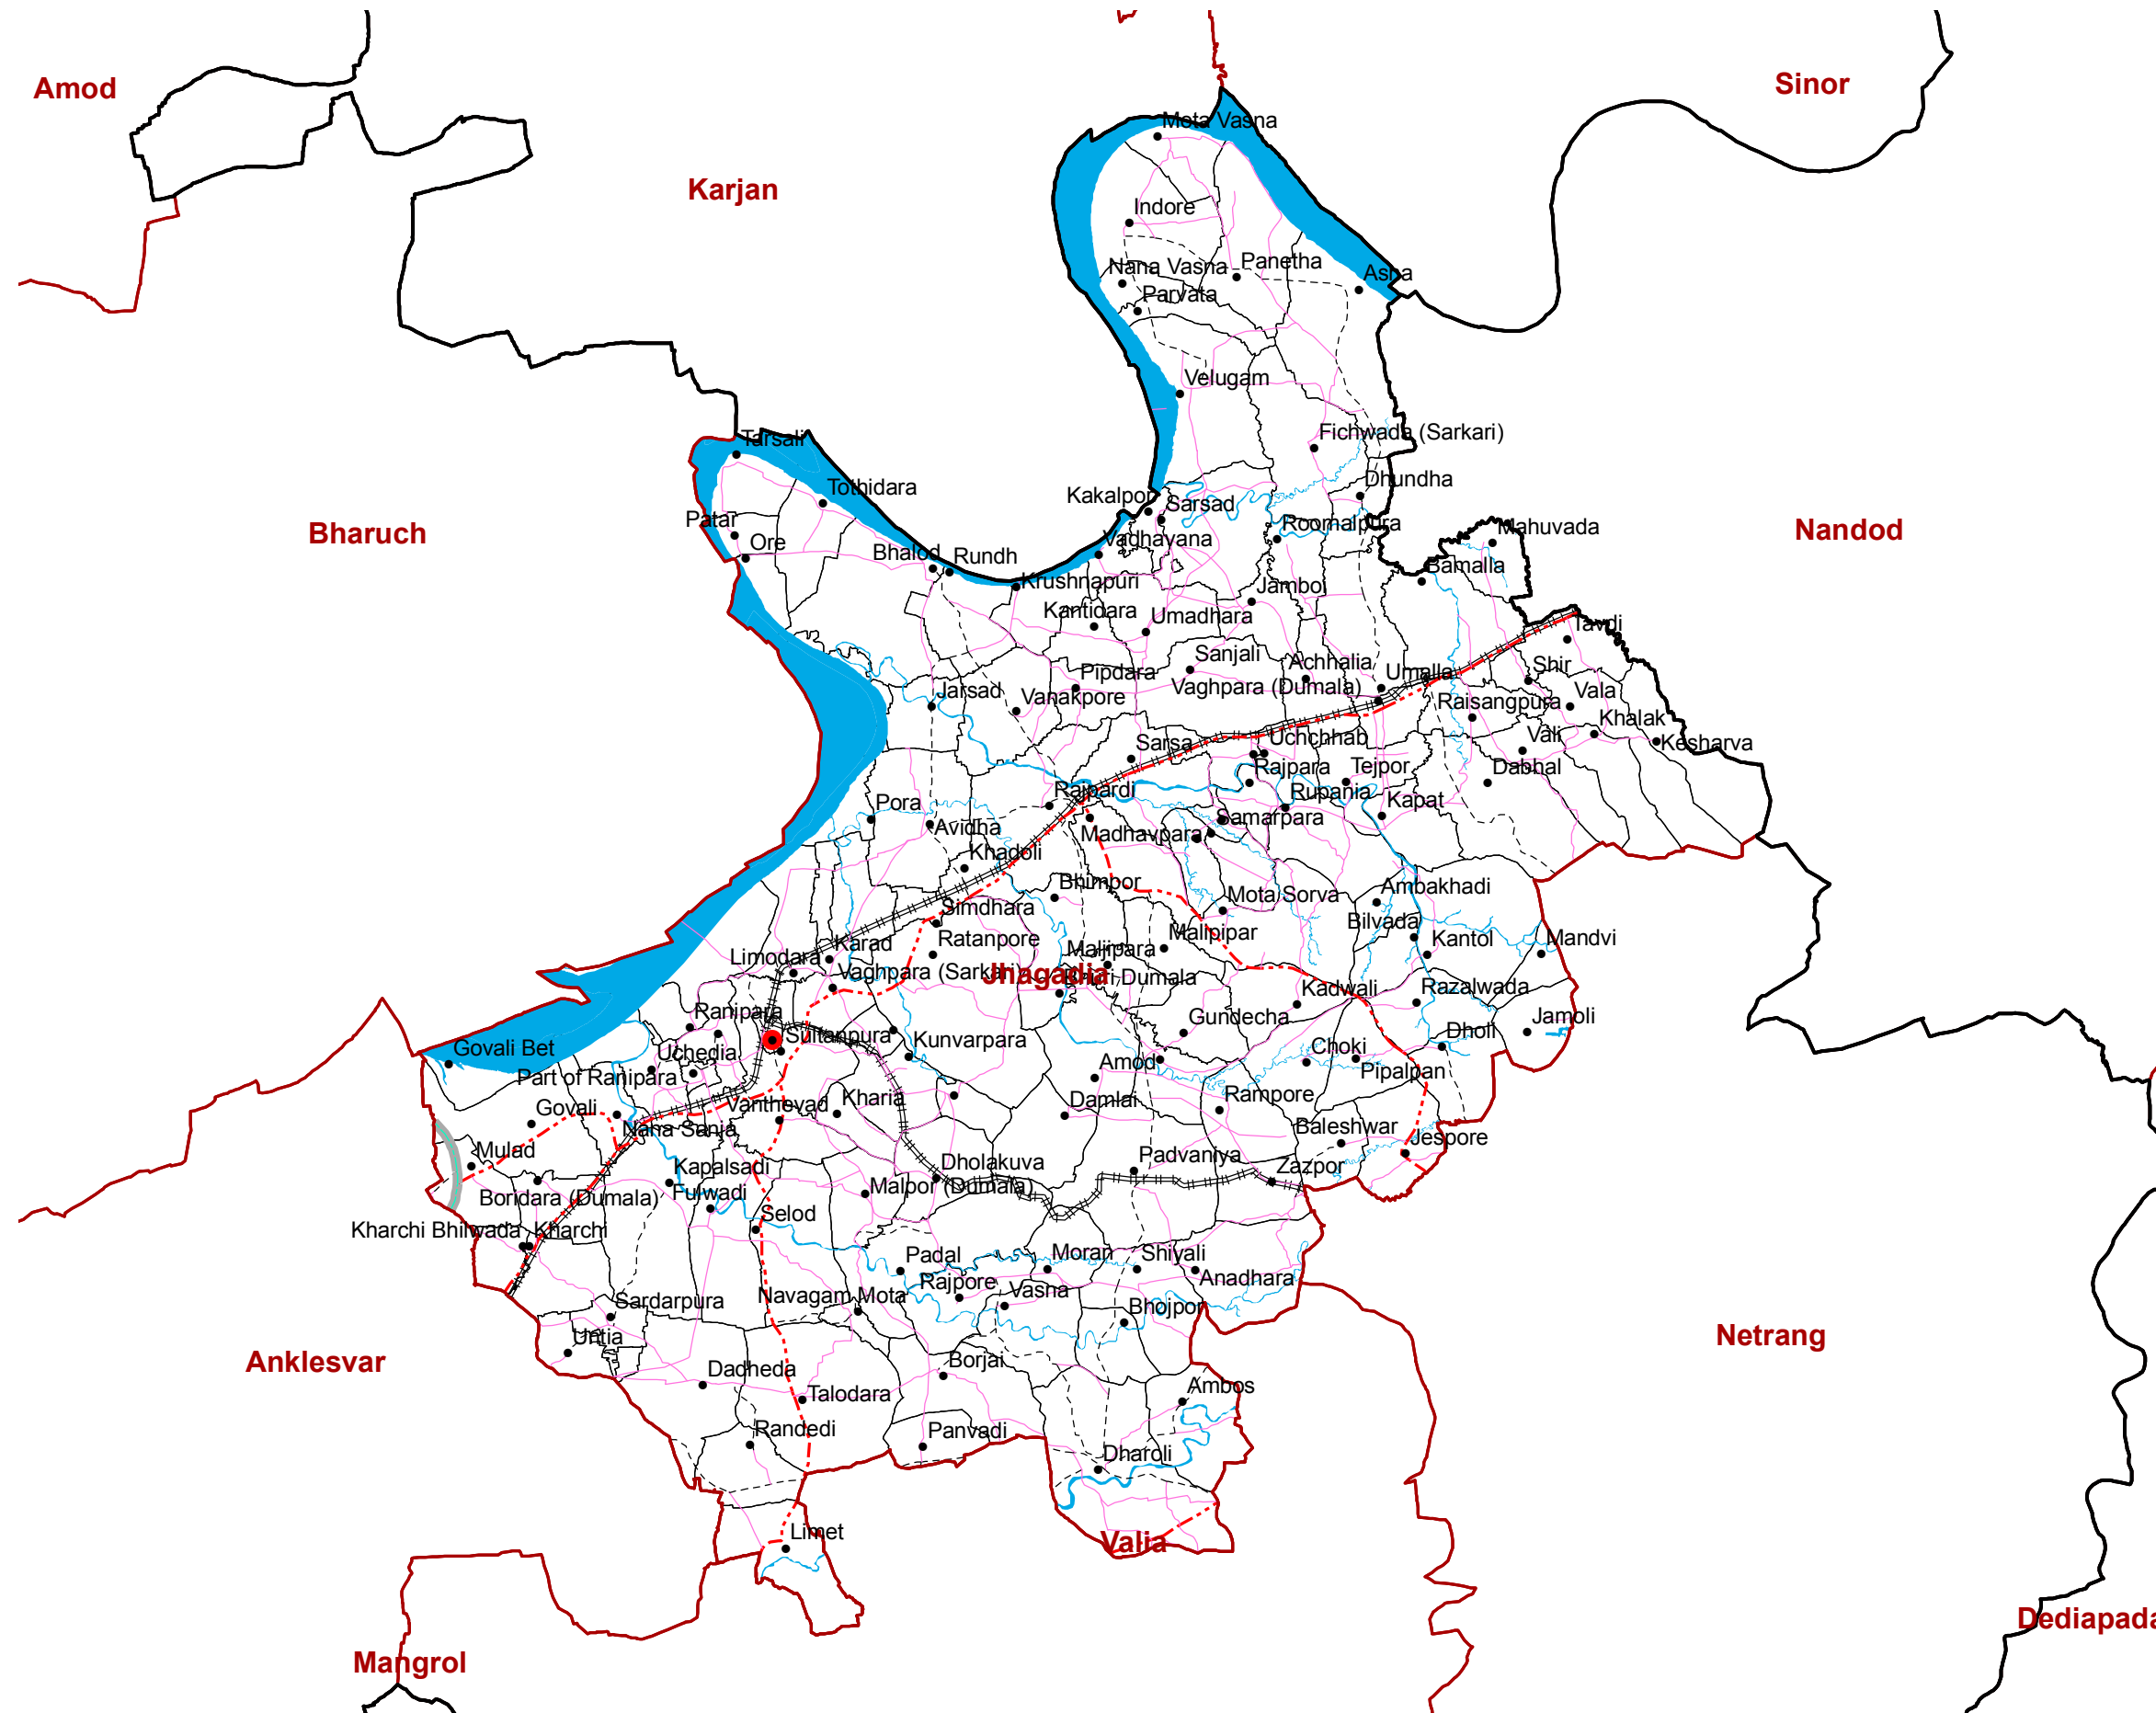 Amod
Sinor
Mota Vasna
Karjan
Indore
Nana Vasna
Panetha
Asha
Parvata
Velugam
Fichwada (Sarkari)
Tarsali
Tothidara
Dhundha
Kakalpor
Sarsad
Patar
Roomalpura
Mahuvada
Bharuch
Nandod
Ore
Bhalod
Rundh
Vadhavana
Bamalla
Krushnapuri
Jamboi
Kantidara
Umadhara
Tavdi
Sanjali
Achhalia
Umalla
Shir
Pipdara
Vaghpara (Dumala)
Vala
Jarsad
Vanakpore
Raisangpura
Khalak
Sarsa
Uchchhab
Vali
Kesharva
Rajpara
Tejpor
Dabhal
Pora
Rajpardi
Rupania
Kapat
Avidha
Madhavpara
Samarpara
Khadoli
Bhimpor
Mota Sorva
Ambakhadi
Simdhara
Bilvada
Malipipar
Ratanpore
Karad
Kantol
Mandvi
Limodara
Maljipara
Vaghpara (Sarkari)
Jhagadia
Dumala
Kadwali
Razalwada
Ranipara
Gundecha
Jamoli
Sultanpura
Kunvarpara
Dholi
Govali Bet
Uchedia
Choki
Amod
Pipalpan
Part of Ranipara
Govali
Vanthevad
Kharia
Damlai
Rampore
Nana Sanja
Baleshwar
Jespore
Mulad
Kapalsadi
Dholakuva
Padvaniya
Zazpor
Boridara (Dumala)
Fulwadi
Malpor (Dumala)
Selod
Kharchi Bhilwada
Kharchi
Padal
Moran
Shiyali
Rajpore
Anadhara
Vasna
Navagam Mota
Sardarpura
Bhojpor
Untia
Netrang
Anklesvar
Dadheda
Borjai
Talodara
Ambos
Randedi
Panvadi
Dharoli
Limet
Valia
Dediapada
Mangrol